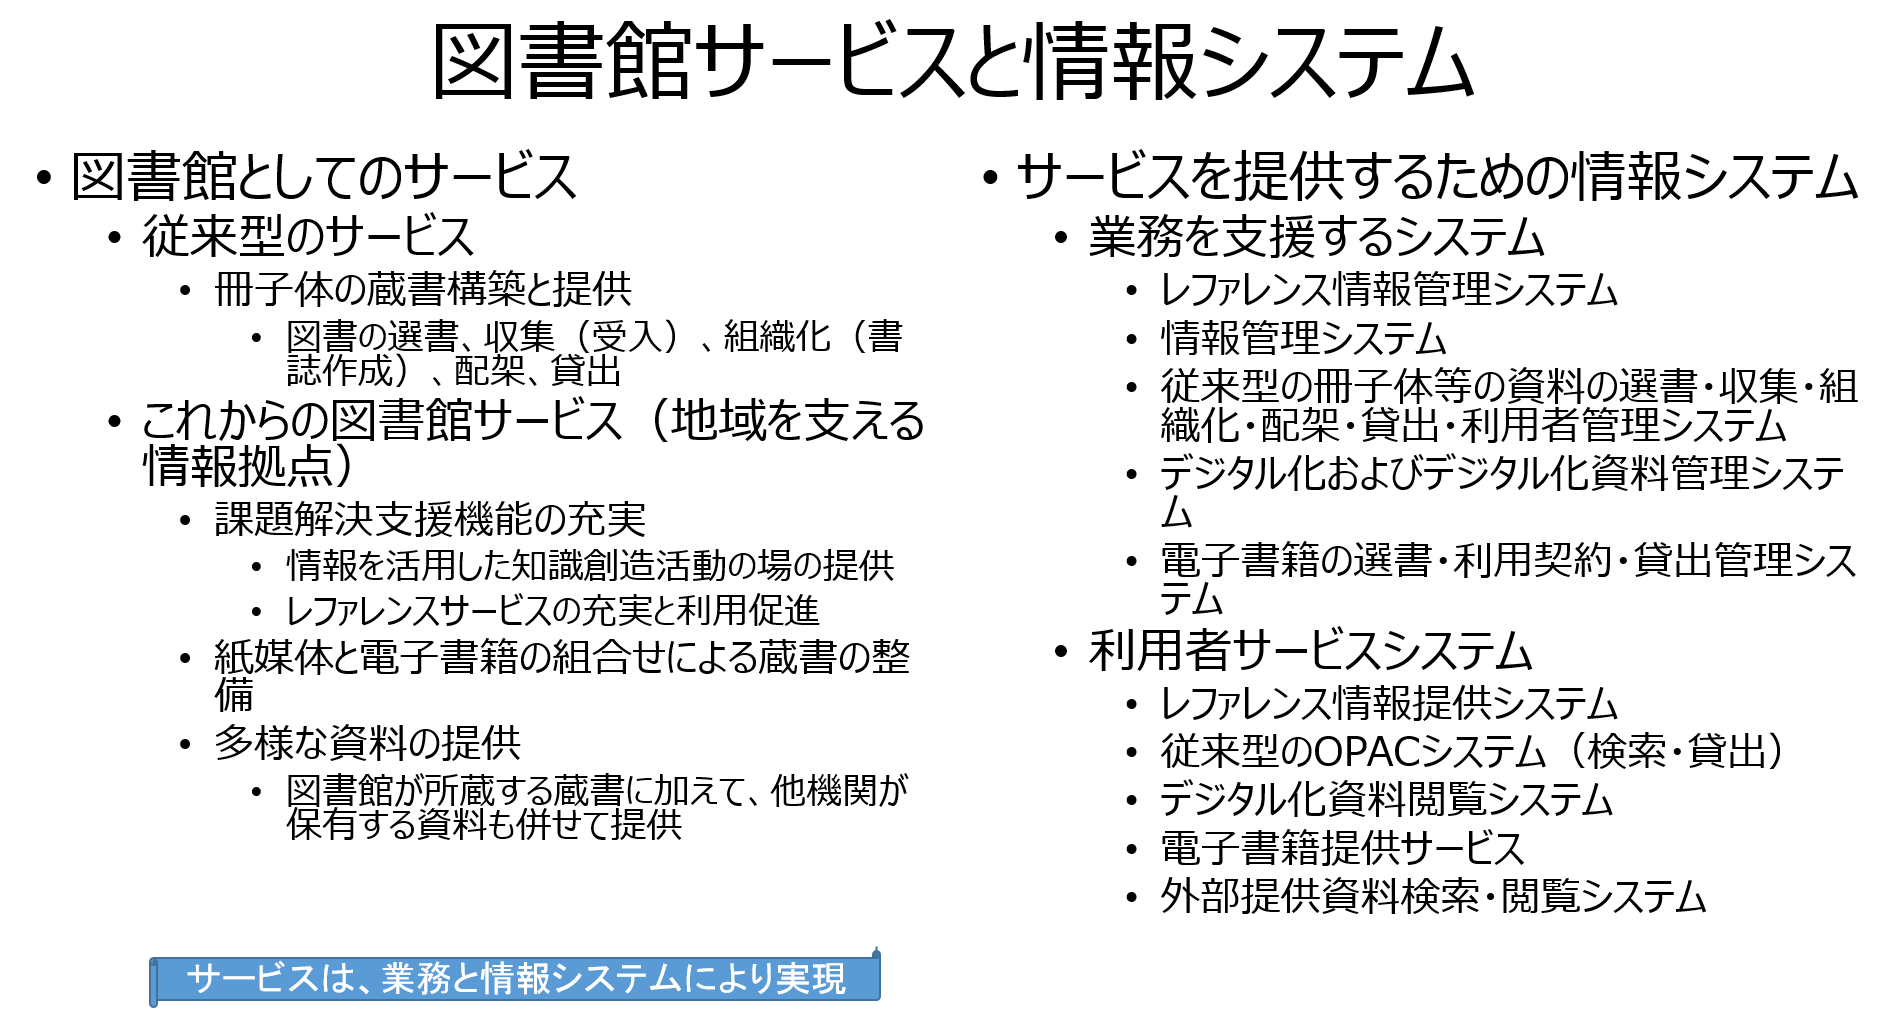 図書館サービスと情報システム
• 図書館としてのサービス
• 従来型のサービス
• 冊子体の蔵書構築と提供
• 図書の選書、収集（受入）、組織化（書
誌作成）、配架、貸出
• これからの図書館サービス（地域を支える
情報拠点）
• 課題解決支援機能の充実
• 情報を活用した知識創造活動の場の提供
• レファレンスサービスの充実と利用促進
• 紙媒体と電子書籍の組合せによる蔵書の整
備
• 多様な資料の提供
• 図書館が所蔵する蔵書に加えて、他機関が
保有する資料も併せて提供
• サービスを提供するための情報システム
• 業務を支援するシステム
• レファレンス情報管理システム
• 情報管理システム
• 従来型の冊子体等の資料の選書・収集・組
織化・配架・貸出・利用者管理システム
• デジタル化およびデジタル化資料管理システ
ム
• 電子書籍の選書・利用契約・貸出管理シス
テム
• 利用者サービスシステム
• レファレンス情報提供システム
• 従来型のOPACシステム（検索・貸出）
• デジタル化資料閲覧システム
• 電子書籍提供サービス
• 外部提供資料検索・閲覧システム
サービスは、業務と情報システムにより実現